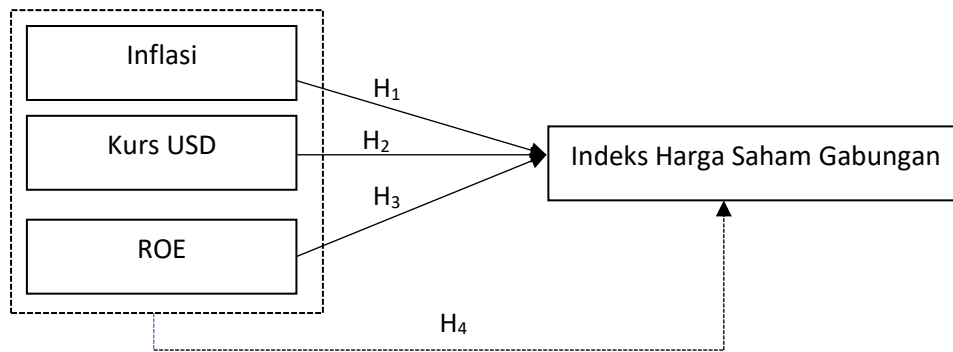 Inflasi
H₁
Kurs USD
H₂
Indeks Harga Saham Gabungan
H₃
ROE
H₄